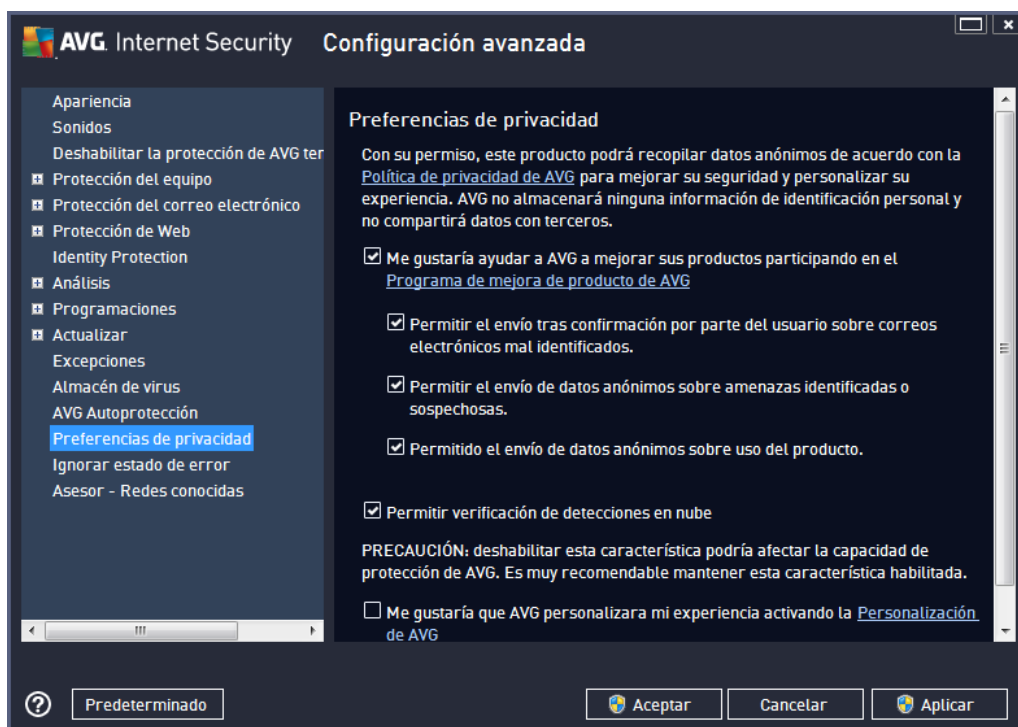 AVG. Internet Security
Configuración avanzada
Apariencia
Sonidos
Deshabilitar la protección de AVG ter
Protección del equipo
Protección del correo electrónico
Protección de Web
Identity Protection
Análisis
Programaciones
Actualizar
Excepciones
Almacén de virus
AVG Autoprotección
Preferencias de privacidad
Ignorar estado de error
Asesor - Redes conocidas
Preferencias de privacidad
Con su permiso, este producto podrá recopilar datos anónimos de acuerdo con la
Política de privacidad de AVG para mejorar su seguridad y personalizar su
experiencia. AVG no almacenará ninguna información de identificación personal y
no compartirá datos con terceros.
Me gustaría ayudar a AVG a mejorar sus productos participando en el
Programa de mejora de producto de AVG
Permitir el envío tras confirmación por parte del usuario sobre correos
electrónicos mal identificados.
Permitir el envío de datos anónimos sobre amenazas identificadas o
sospechosas.
Permitido el envío de datos anónimos sobre uso del producto.
Permitir verificación de detecciones en nube
PRECAUCIÓN: deshabilitar esta característica podría afectar la capacidad de
protección de AVG. Es muy recomendable mantener esta característica habilitada.
Me gustaría que AVG personalizara mi experiencia activando la Personalización
de AVG
Predeterminado
Aceptar
Cancelar
Aplicar